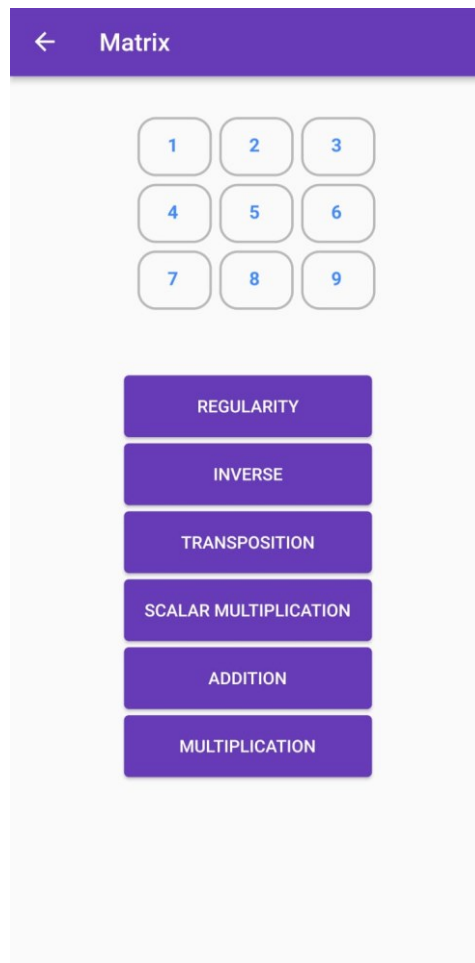 Matrix
1 2 3
4 5 6
7 8 9
REGULARITY
INVERSE
TRANSPOSITION
SCALAR MULTIPLICATION
ADDITION
MULTIPLICATION